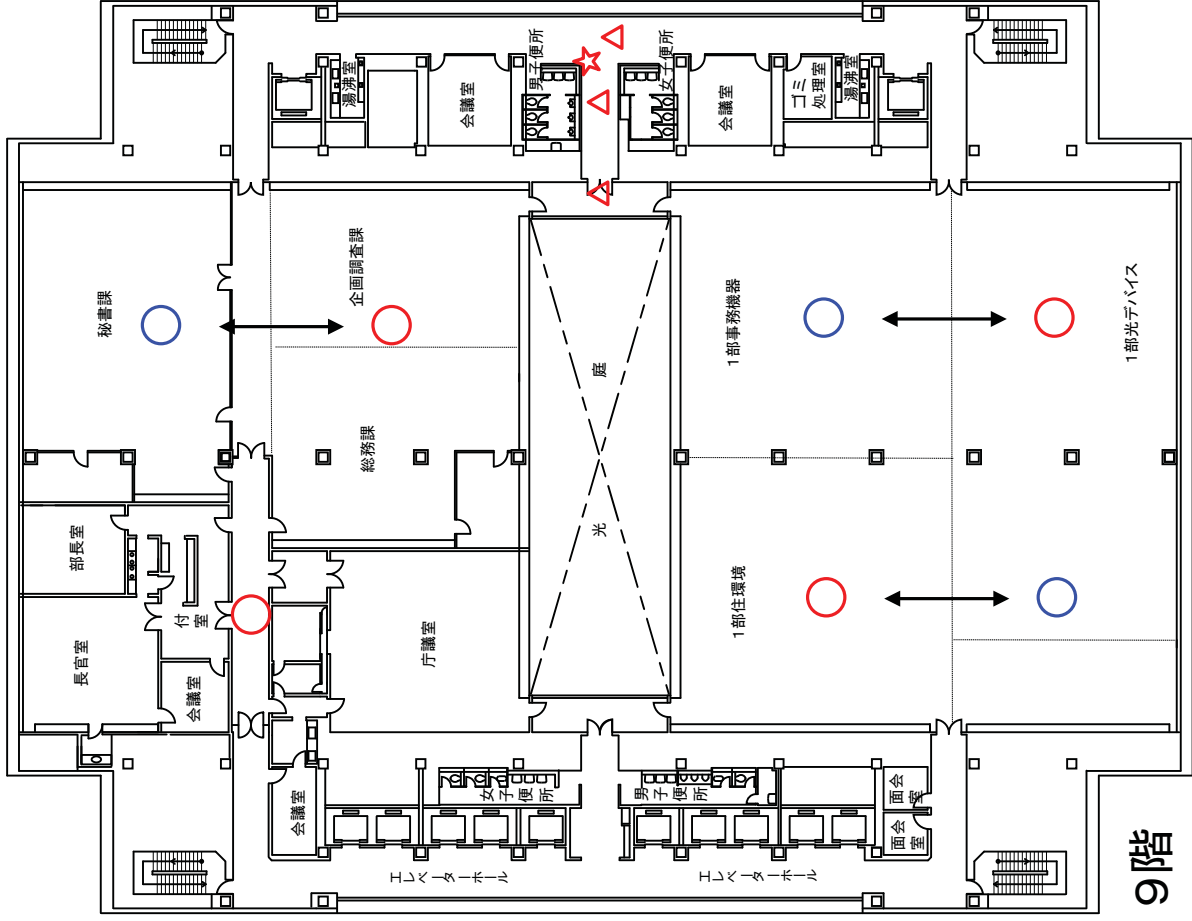 長官室
部長室
秘書課
付
室
会議室
会議室
エレベーターホール
湯沸室
企画調査課
総務課
庁議室
会議室
女子
便所
男子便所
光
庭
男子
便所
女子便所
エレベーターホール
1部住環境
1部事務機器
会議室
ゴミ
処理室
湯沸室
面会
室
面会
室
1部光デバイス
9階